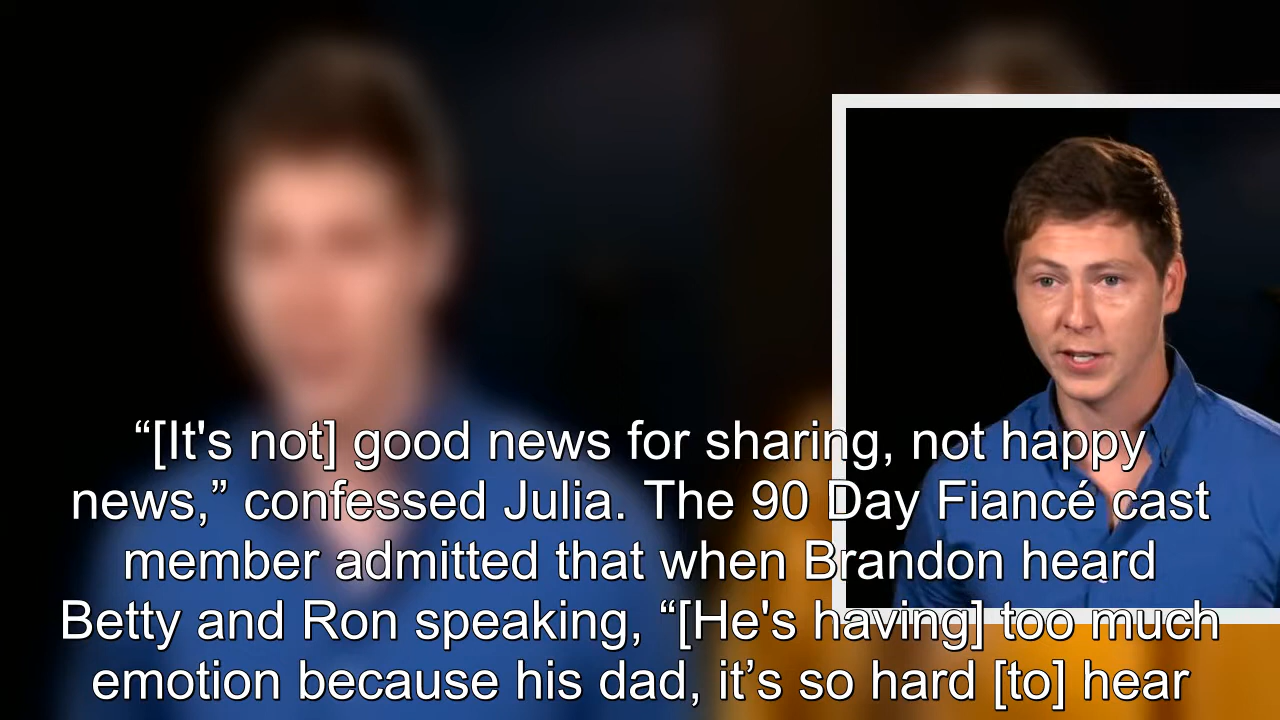 “[It's not] good news for sharing, not happy
news,” confessed Julia. The 90 Day Fiancé cast
member admitted that when Brandon heard
Betty and Ron speaking, “[He's having] too much
emotion because his dad, it’s so hard [to] hear